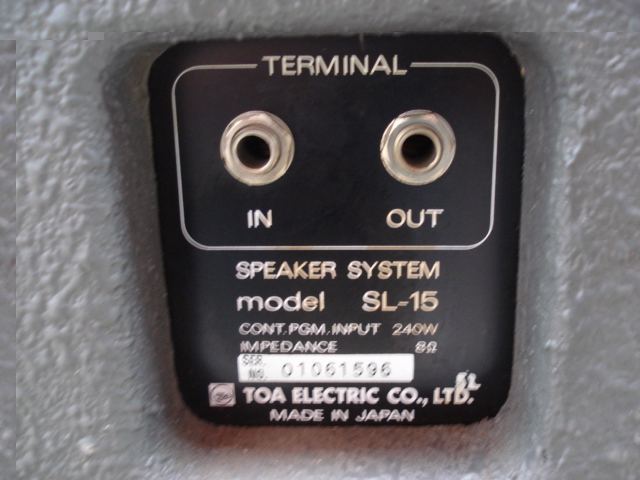 TERMINAL
IN OUT
SPEAKER SYSTEM
model SL-15
CONT. PGM. INPUT 240W
IMPEDANCE 8Ω
SER. NO. 01061596
TOA ELECTRIC CO., LTD.
MADE IN JAPAN